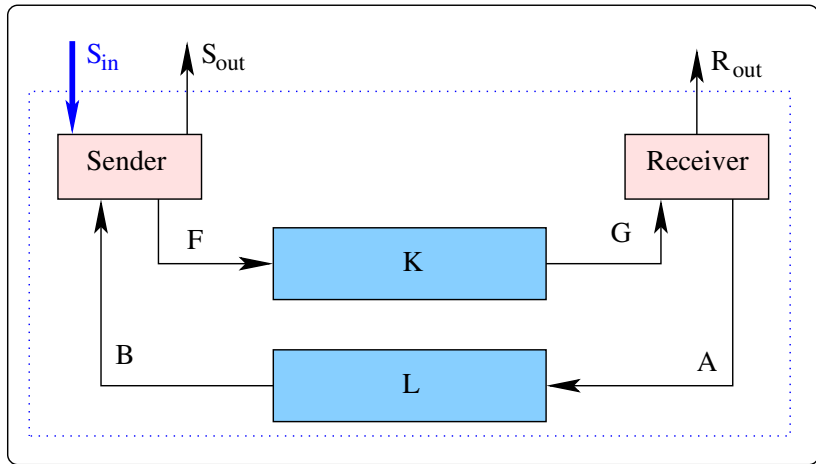 S_in
S_out
R_out
Sender
Receiver
F
G
K
B
A
L